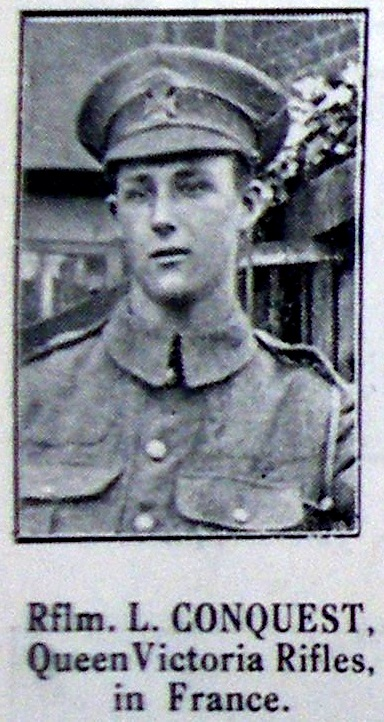 Rflm. L. CONQUEST,
Queen Victoria Rifles,
in France.